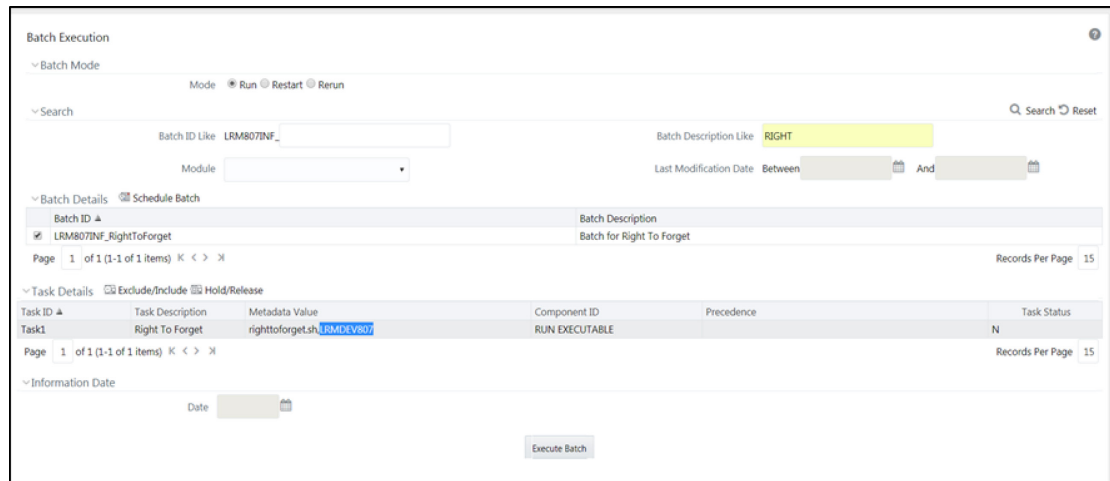 Batch Execution
Batch Mode
Mode Run Restart Rerun
Search Search Reset
Batch ID Like LRM807INF_ Batch Description Like RIGHT
Module Last Modification Date Between And
Batch Details Schedule Batch
Batch ID Batch Description
LRM807INF_RightToForget Batch for Right To Forget
Page 1 of 1 (1-1 of 1 items) Records Per Page 15
Task Details Exclude/Include Hold/Release
Task ID Task Description Metadata Value Component ID Precedence Task Status
Task1 Right To Forget righttoforget.sh,LRMDEV807 RUN EXECUTABLE N
Page 1 of 1 (1-1 of 1 items) Records Per Page 15
Information Date
Date
Execute Batch